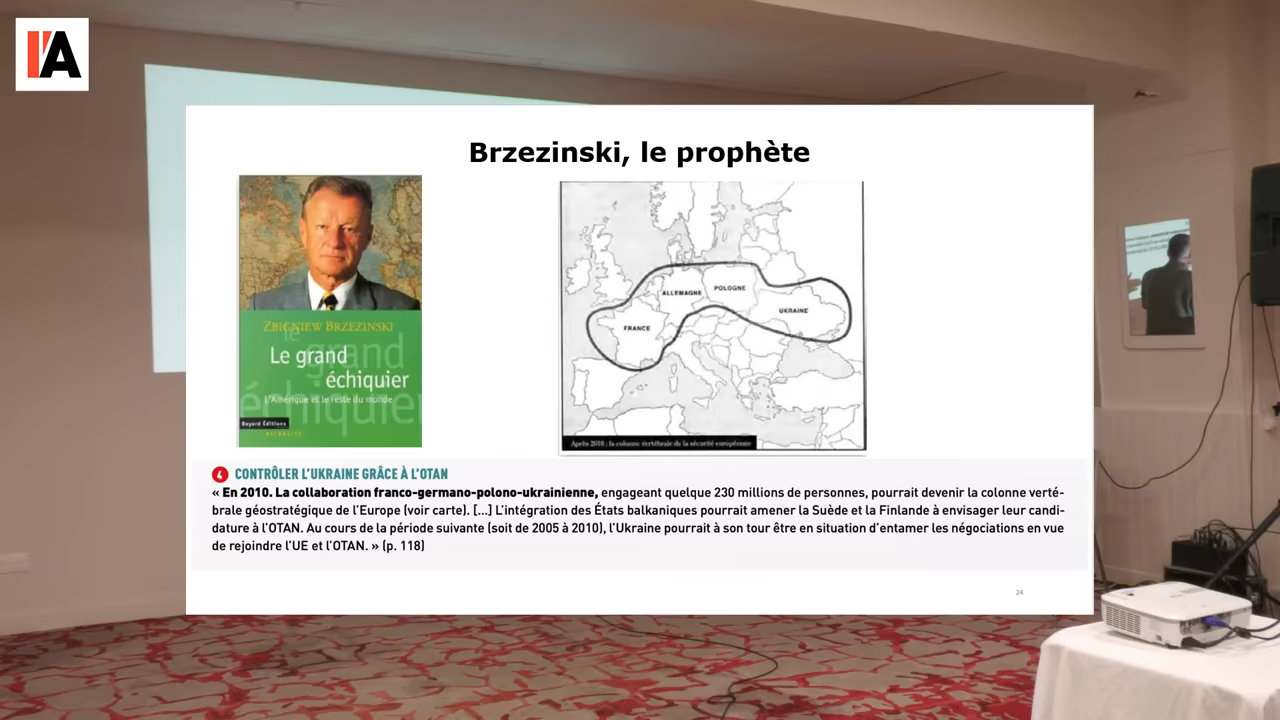 I'A
Brzezinski, le prophète
ZBIGNIEW BRZEZINSKI
Le grand
échiquier
L'Amérique et le reste du monde
Bayard Éditions
ALLEMAGNE
POLOGNE
UKRAINE
FRANCE
Après 2010 : la colonne vertébrale de la sécurité européenne
4 CONTRÔLER L'UKRAINE GRÂCE À L'OTAN
« En 2010. La collaboration franco-germano-polono-ukrainienne, engageant quelque 230 millions de personnes, pourrait devenir la colonne verté-
brale géostratégique de l'Europe (voir carte). [...] L'intégration des États balkaniques pourrait amener la Suède et la Finlande à envisager leur candi-
dature à l'OTAN. Au cours de la période suivante (soit de 2005 à 2010), l'Ukraine pourrait à son tour être en situation d'entamer les négociations en vue
de rejoindre l'UE et l'OTAN. » (p. 118)
24